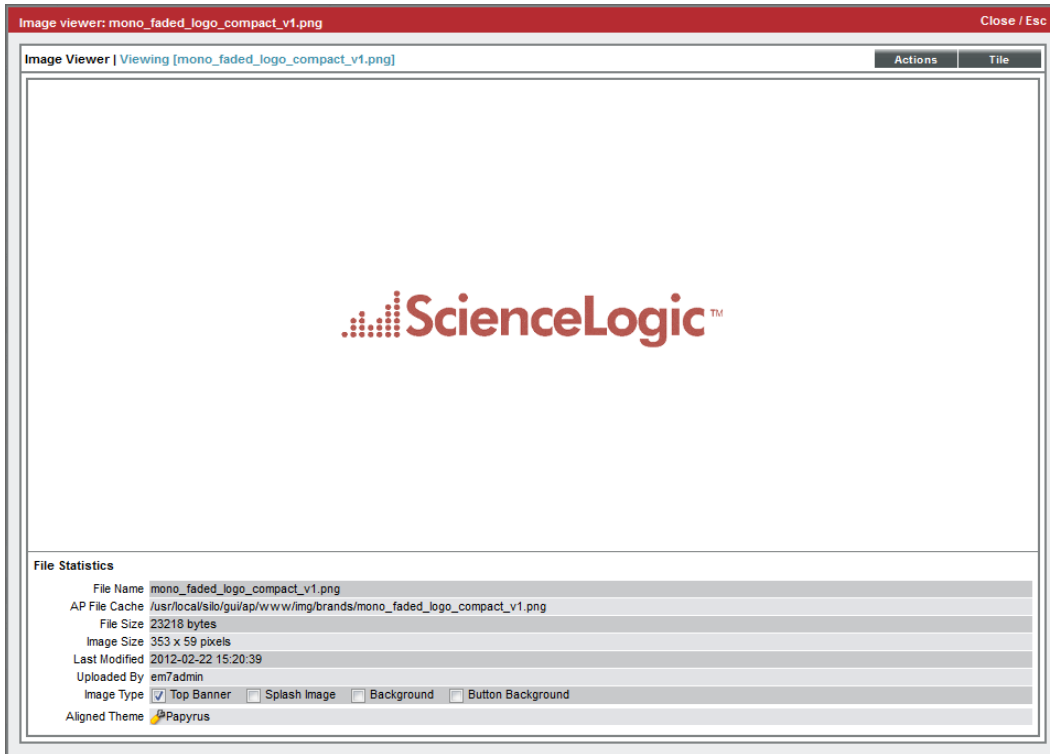 Image viewer: mono_faded_logo_compact_v1.png Close / Esc
Image Viewer | Viewing [mono_faded_logo_compact_v1.png] Actions Tile
ScienceLogic™
File Statistics
File Name mono_faded_logo_compact_v1.png
AP File Cache /usr/local/silo/gui/ap/www/img/brands/mono_faded_logo_compact_v1.png
File Size 23218 bytes
Image Size 353 x 59 pixels
Last Modified 2012-02-22 15:20:39
Uploaded By em7admin
Image Type Top Banner Splash Image Background Button Background
Aligned Theme Papyrus